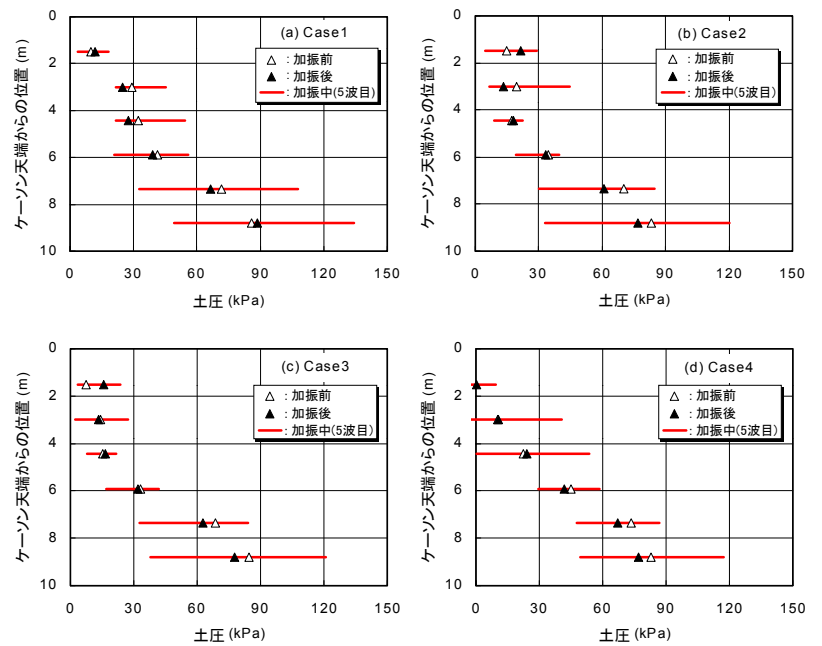 (a) Case1
△ : 加振前
▲ : 加振後
: 加振中(5波目)
0
2
4
6
8
10
ケーソン天端からの位置 (m)
0 30 60 90 120 150
土圧 (kPa)
(b) Case2
△ : 加振前
▲ : 加振後
: 加振中(5波目)
0
2
4
6
8
10
ケーソン天端からの位置 (m)
0 30 60 90 120 150
土圧 (kPa)
(c) Case3
△ : 加振前
▲ : 加振後
: 加振中(5波目)
0
2
4
6
8
10
ケーソン天端からの位置 (m)
0 30 60 90 120 150
土圧 (kPa)
(d) Case4
△ : 加振前
▲ : 加振後
: 加振中(5波目)
0
2
4
6
8
10
ケーソン天端からの位置 (m)
0 30 60 90 120 150
土圧 (kPa)